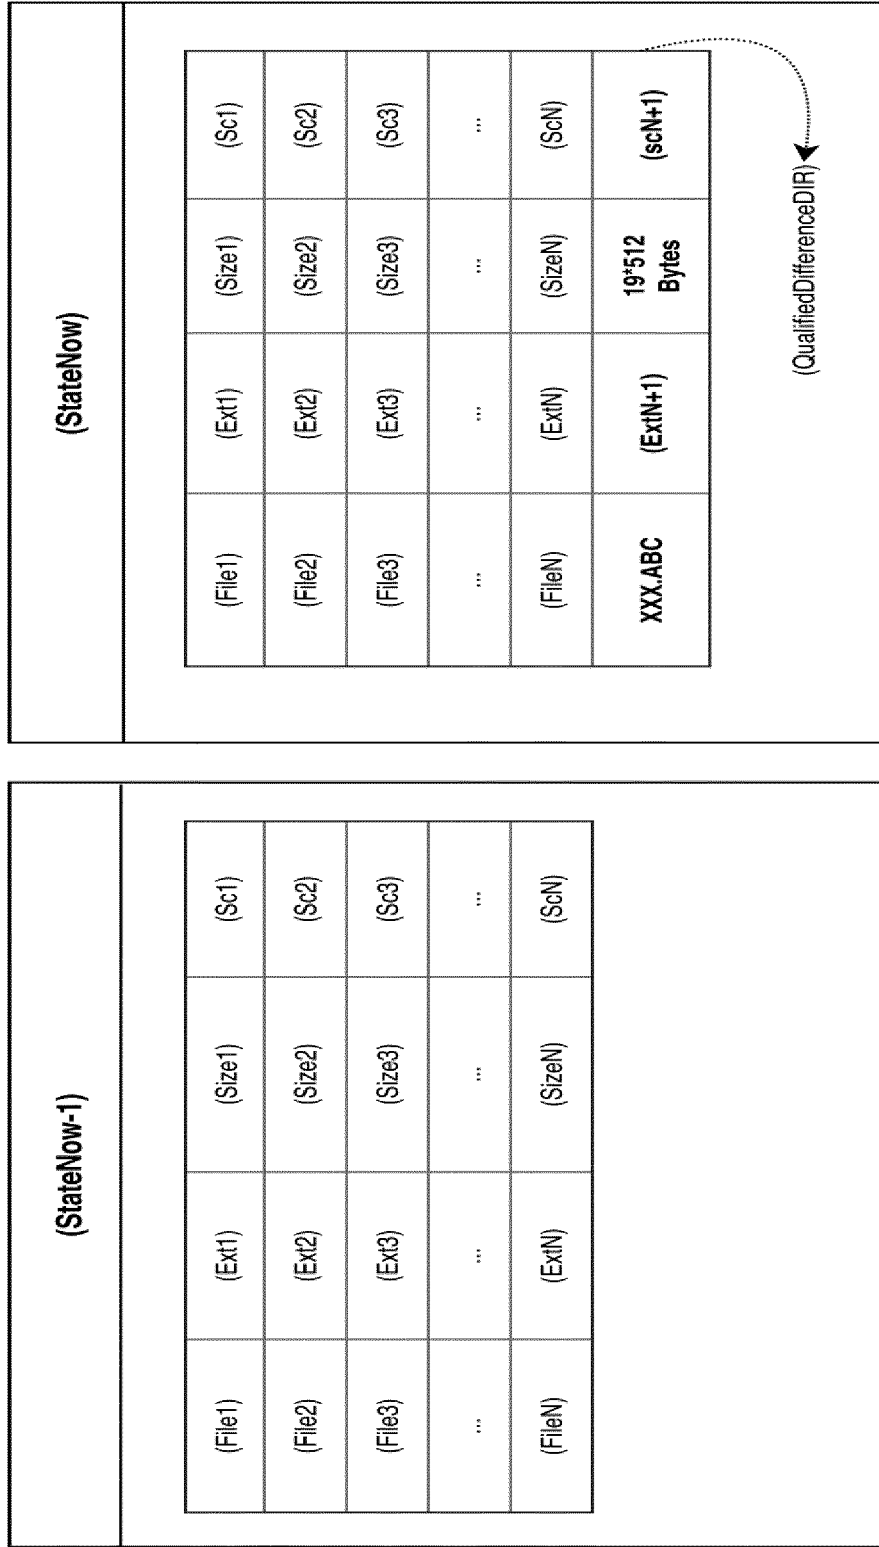 (StateNow-1)
(File1) (Ext1) (Size1) (Sc1)
(File2) (Ext2) (Size2) (Sc2)
(File3) (Ext3) (Size3) (Sc3)
... ... ... ...
(FileN) (ExtN) (SizeN) (ScN)
(StateNow)
(File1) (Ext1) (Size1) (Sc1)
(File2) (Ext2) (Size2) (Sc2)
(File3) (Ext3) (Size3) (Sc3)
... ... ... ...
(FileN) (ExtN) (SizeN) (ScN)
XXX.ABC (ExtN+1) 19*512 (scN+1)
Bytes
(QualifiedDifferenceDIR)